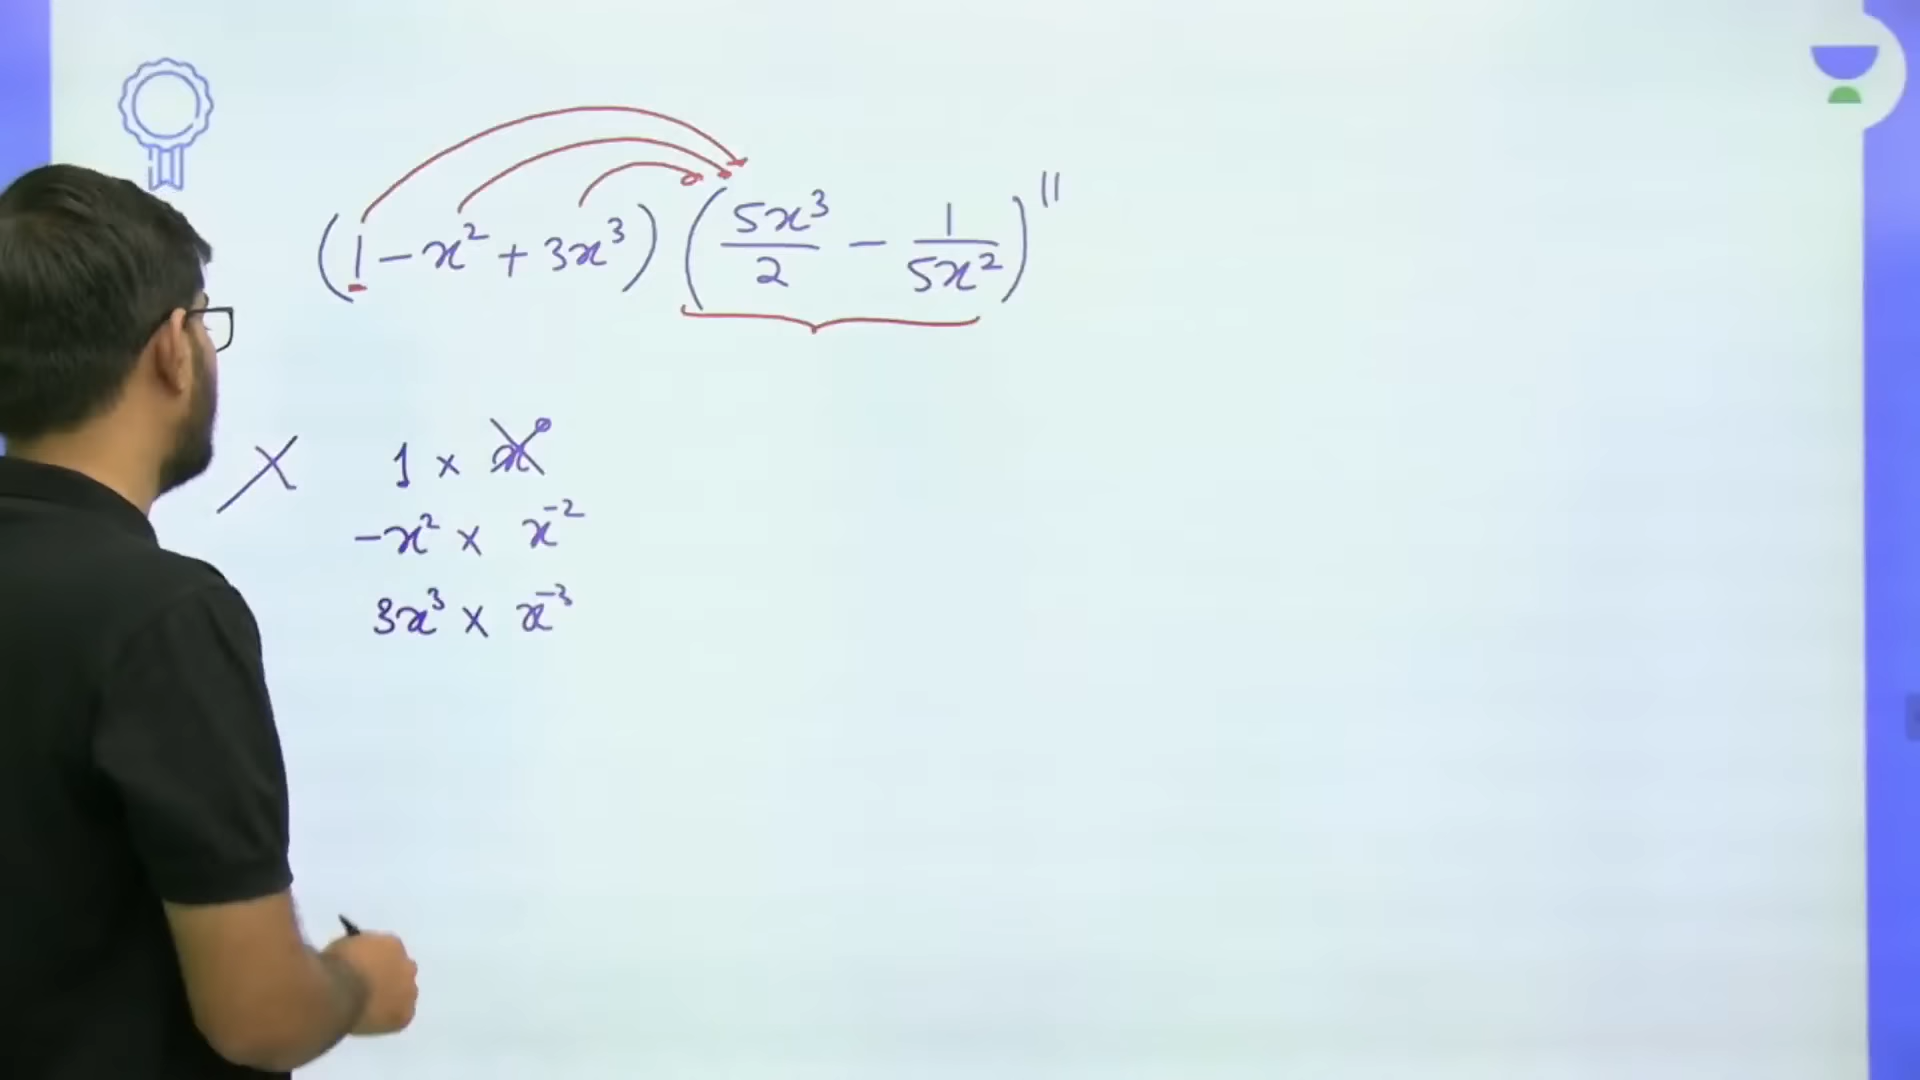 (1 - x² + 3x³) (5x³/2 - 1/5x²)¹¹
1 × x⁰
-x² × x⁻²
3x³ × x⁻³